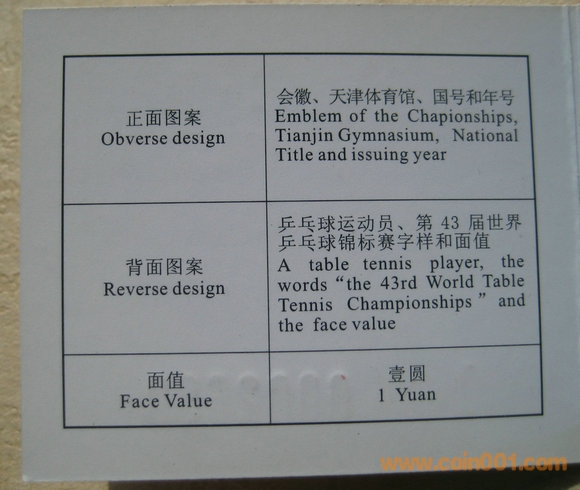 正面图案
Obverse design
会徽、天津体育馆、国号和年号
Emblem of the Chapionships,
Tianjin Gymnasium, National
Title and issuing year
背面图案
Reverse design
乒乓球运动员、第 43 届世界
乒乓球锦标赛字样和面值
A table tennis player, the
words “the 43rd World Table
Tennis Championships” and
the face value
面值
Face Value
壹圆
1 Yuan
www.coin001.com